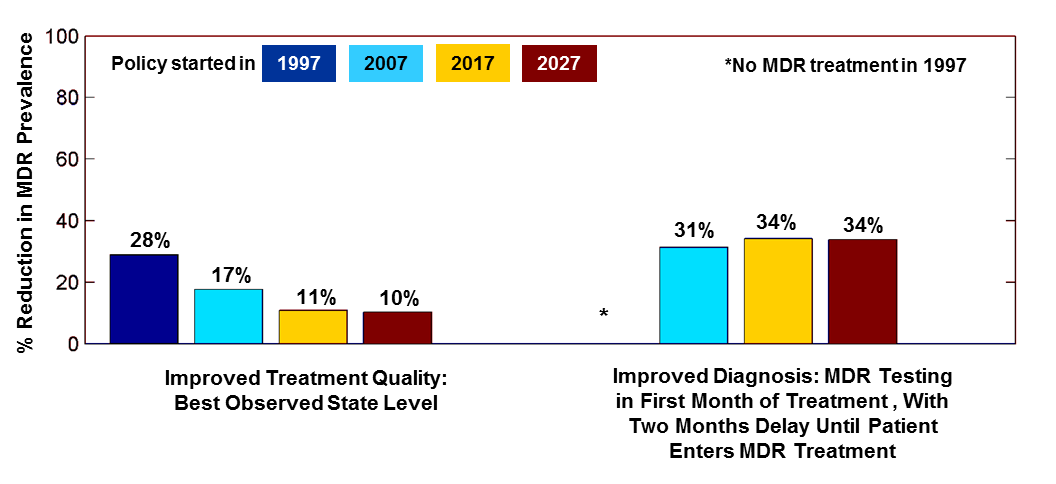 % Reduction in MDR Prevalence
100
80
60
40
20
0
Policy started in 1997 2007 2017 2027
*No MDR treatment in 1997
28%
17%
11%
10%
*
31%
34%
34%
Improved Treatment Quality:
Best Observed State Level
Improved Diagnosis: MDR Testing
in First Month of Treatment , With
Two Months Delay Until Patient
Enters MDR Treatment